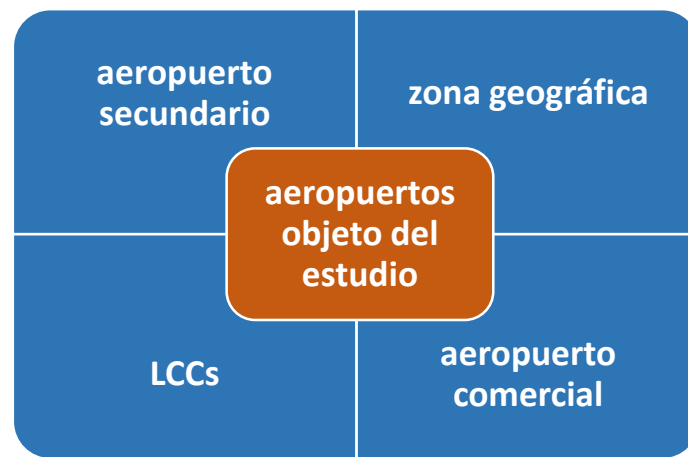 aeropuerto
secundario
zona geográfica
aeropuertos
objeto del
estudio
LCCs
aeropuerto
comercial